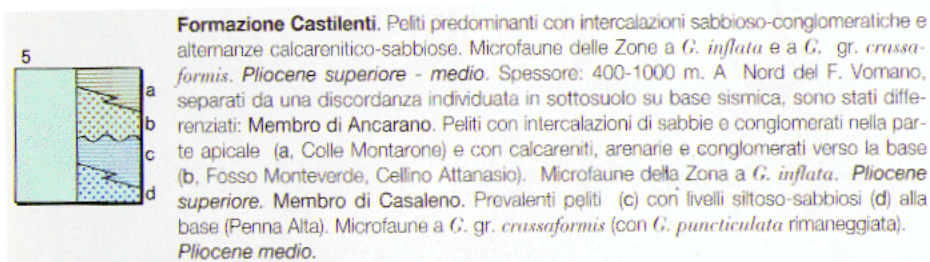 Formazione Castilenti. Peliti predominanti con intercalazioni sabbioso-conglomeratiche e
alternanze calcarenitico-sabbiose. Microfaune delle Zone a G. inflata e a G. gr. crassa-
formis. Pliocene superiore - medio. Spessore: 400-1000 m. A Nord del F. Vomano,
separati da una discordanza individuata in sottosuolo su base sismica, sono stati diffe-
renziati: Membro di Ancarano. Peliti con intercalazioni di sabbie e conglomerati nella par-
te apicale (a, Colle Montarone) e con calcareniti, arenarie e conglomerati verso la base
(b, Fosso Monteverde, Cellino Attanasio). Microfaune della Zona a G. inflata. Pliocene
superiore. Membro di Casaleno. Prevalenti peliti (c) con livelli siltoso-sabbiosi (d) alla
base (Penna Alta). Microfaune a G. gr. crassaformis (con G. puncticulata rimaneggiata).
Pliocene medio.
5
a
b
c
d